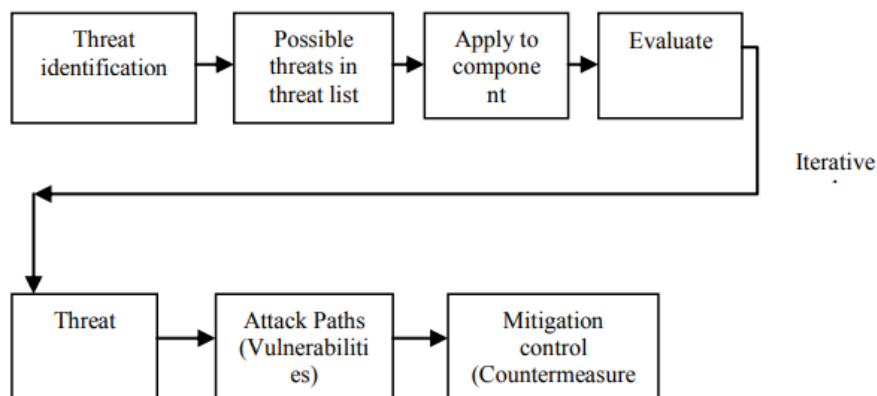 Threat
identification
Possible
threats in
threat list
Apply to
compone
nt
Evaluate
Iterative
Threat
Attack Paths
(Vulnerabiliti
es)
Mitigation
control
(Countermeasure